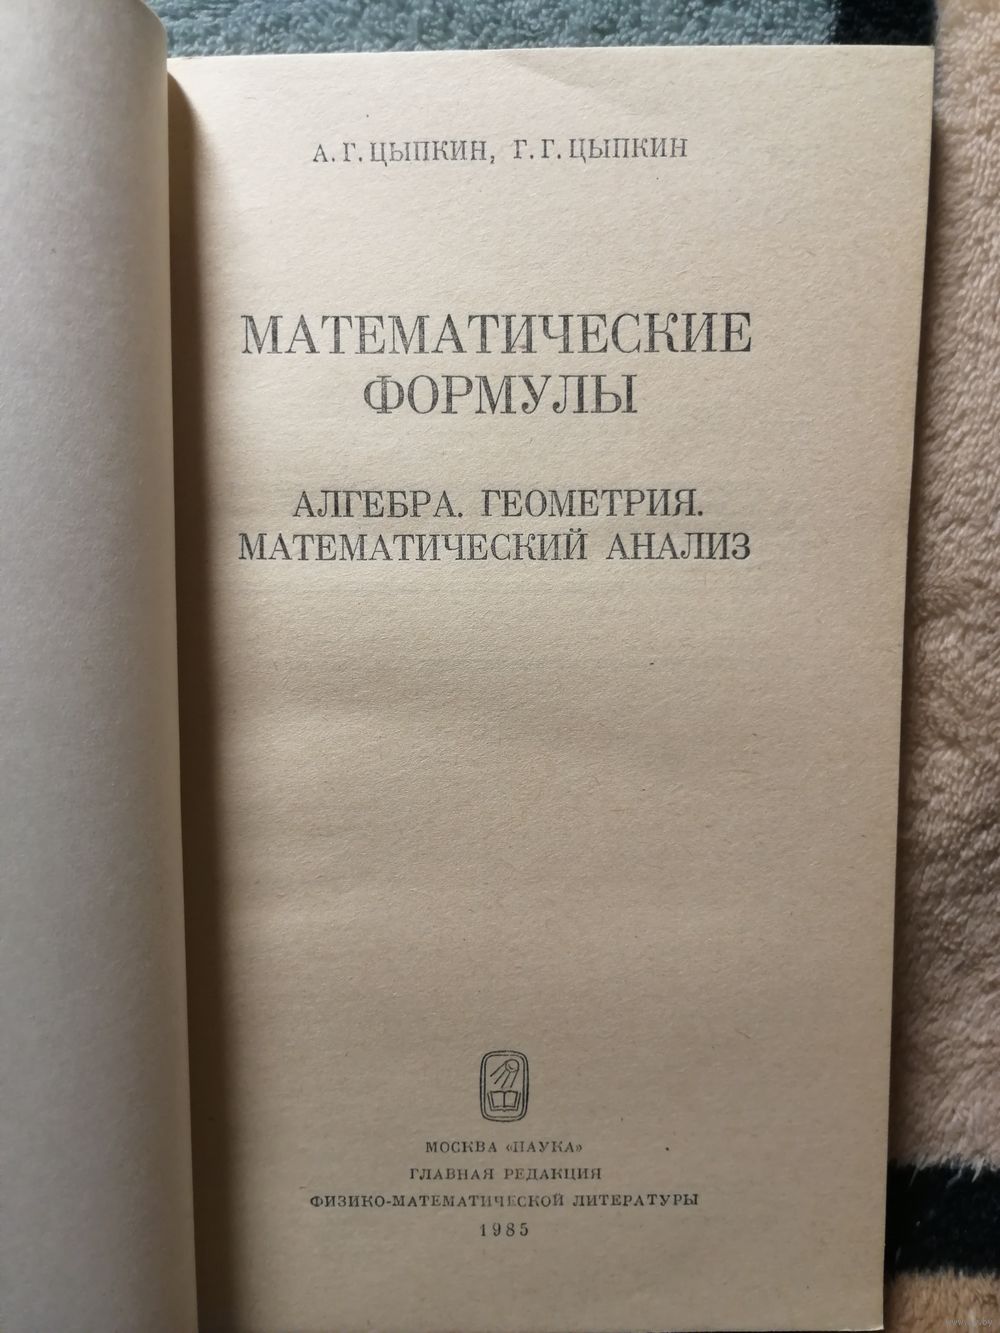 А. Г. ЦЫПКИН, Г. Г. ЦЫПКИН
МАТЕМАТИЧЕСКИЕ
ФОРМУЛЫ
АЛГЕБРА. ГЕОМЕТРИЯ.
МАТЕМАТИЧЕСКИЙ АНАЛИЗ
МОСКВА «НАУКА»
ГЛАВНАЯ РЕДАКЦИЯ
ФИЗИКО-МАТЕМАТИЧЕСКОЙ ЛИТЕРАТУРЫ
1985